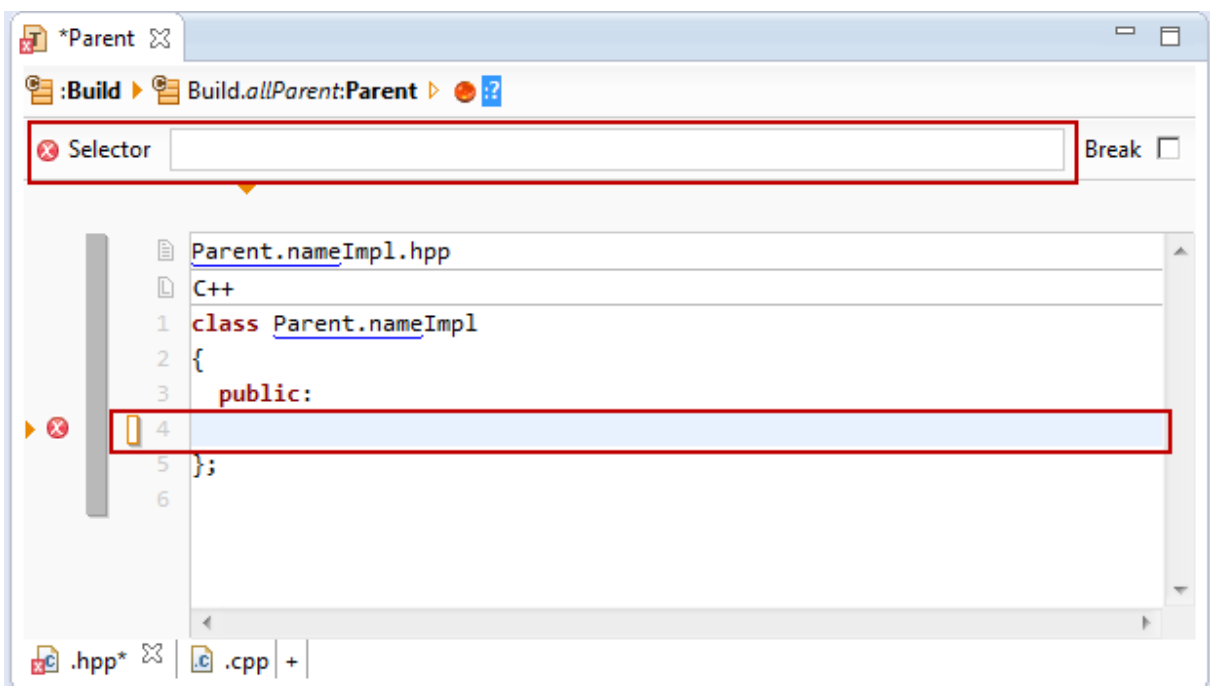 *Parent
:Build Build.allParent:Parent :?
Selector Break
Parent.nameImpl.hpp
C++
1 class Parent.nameImpl
2 {
3 public:
4
5 };
6
.hpp* .cpp +